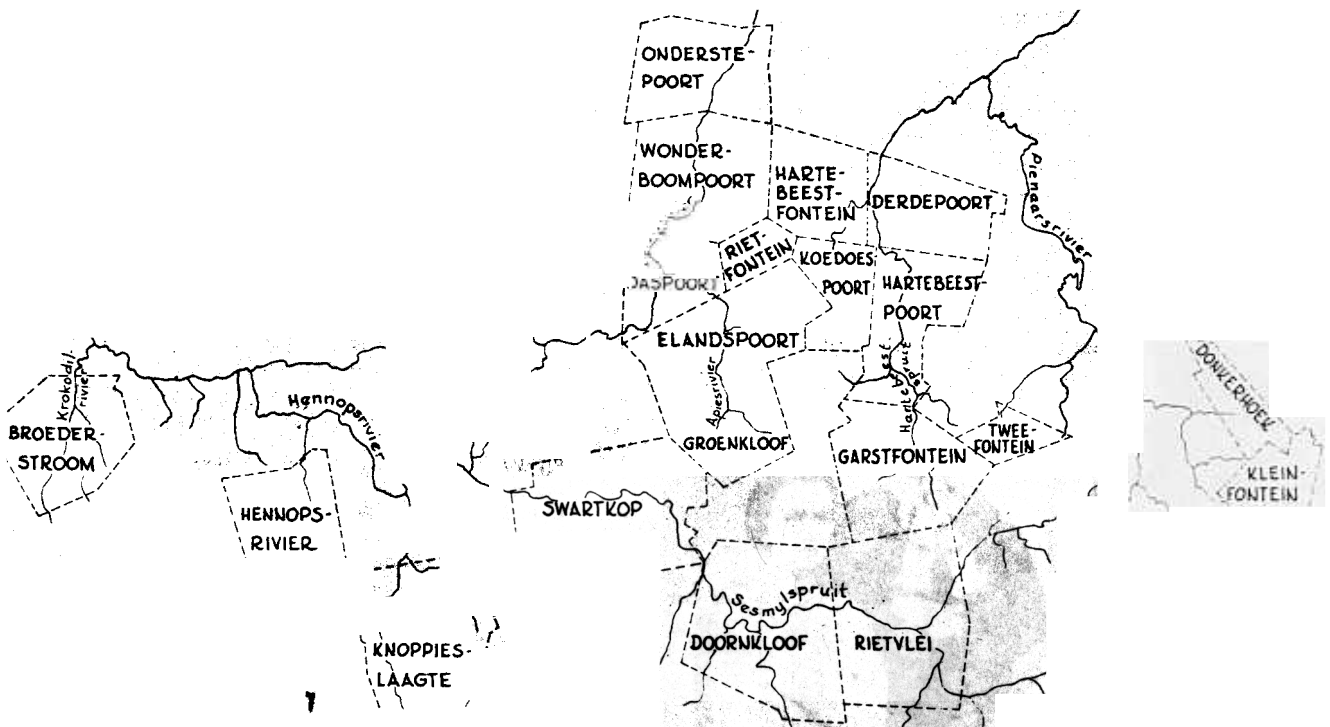 ONDERSTE-
POORT
WONDER-
BOOMPOORT
HARTE-
BEEST-
FONTEIN
DERDEPOORT
Pienaarsrivier
RIET-
FONTEIN
KOEDOES
POORT
HARTEBEEST-
POORT
DASPOORT
ELANDSPOORT
Apiesrivier
GROENKLOOF
GARSTFONTEIN
TWEE-
FONTEIN
Krokodil-
rivier
BROEDER-
STROOM
Hennopsrivier
HENNOPS-
RIVIER
SWARTKOP
DONKERHOEK
KLEIN-
FONTEIN
Sesmylspruit
DOORNKLOOF
RIETVLEI
KNOPPIES-
LAAGTE